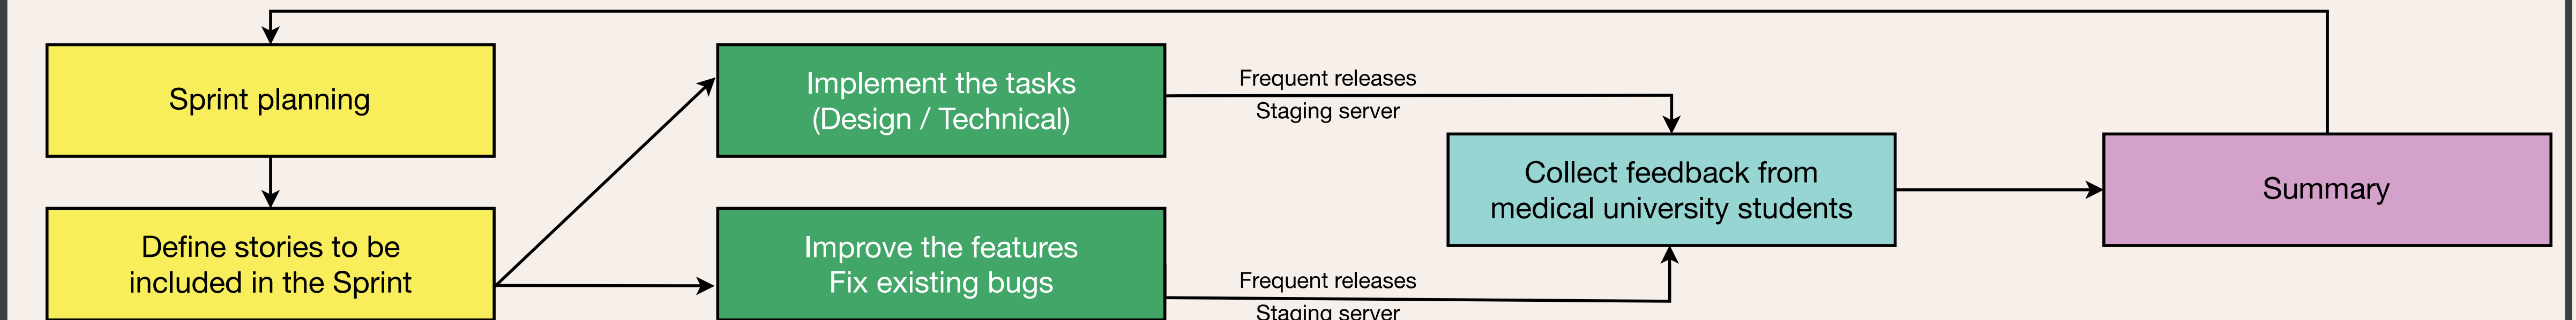 Sprint planning
Define stories to be
included in the Sprint
Implement the tasks
(Design / Technical)
Improve the features
Fix existing bugs
Frequent releases
Staging server
Frequent releases
Staging server
Collect feedback from
medical university students
Summary